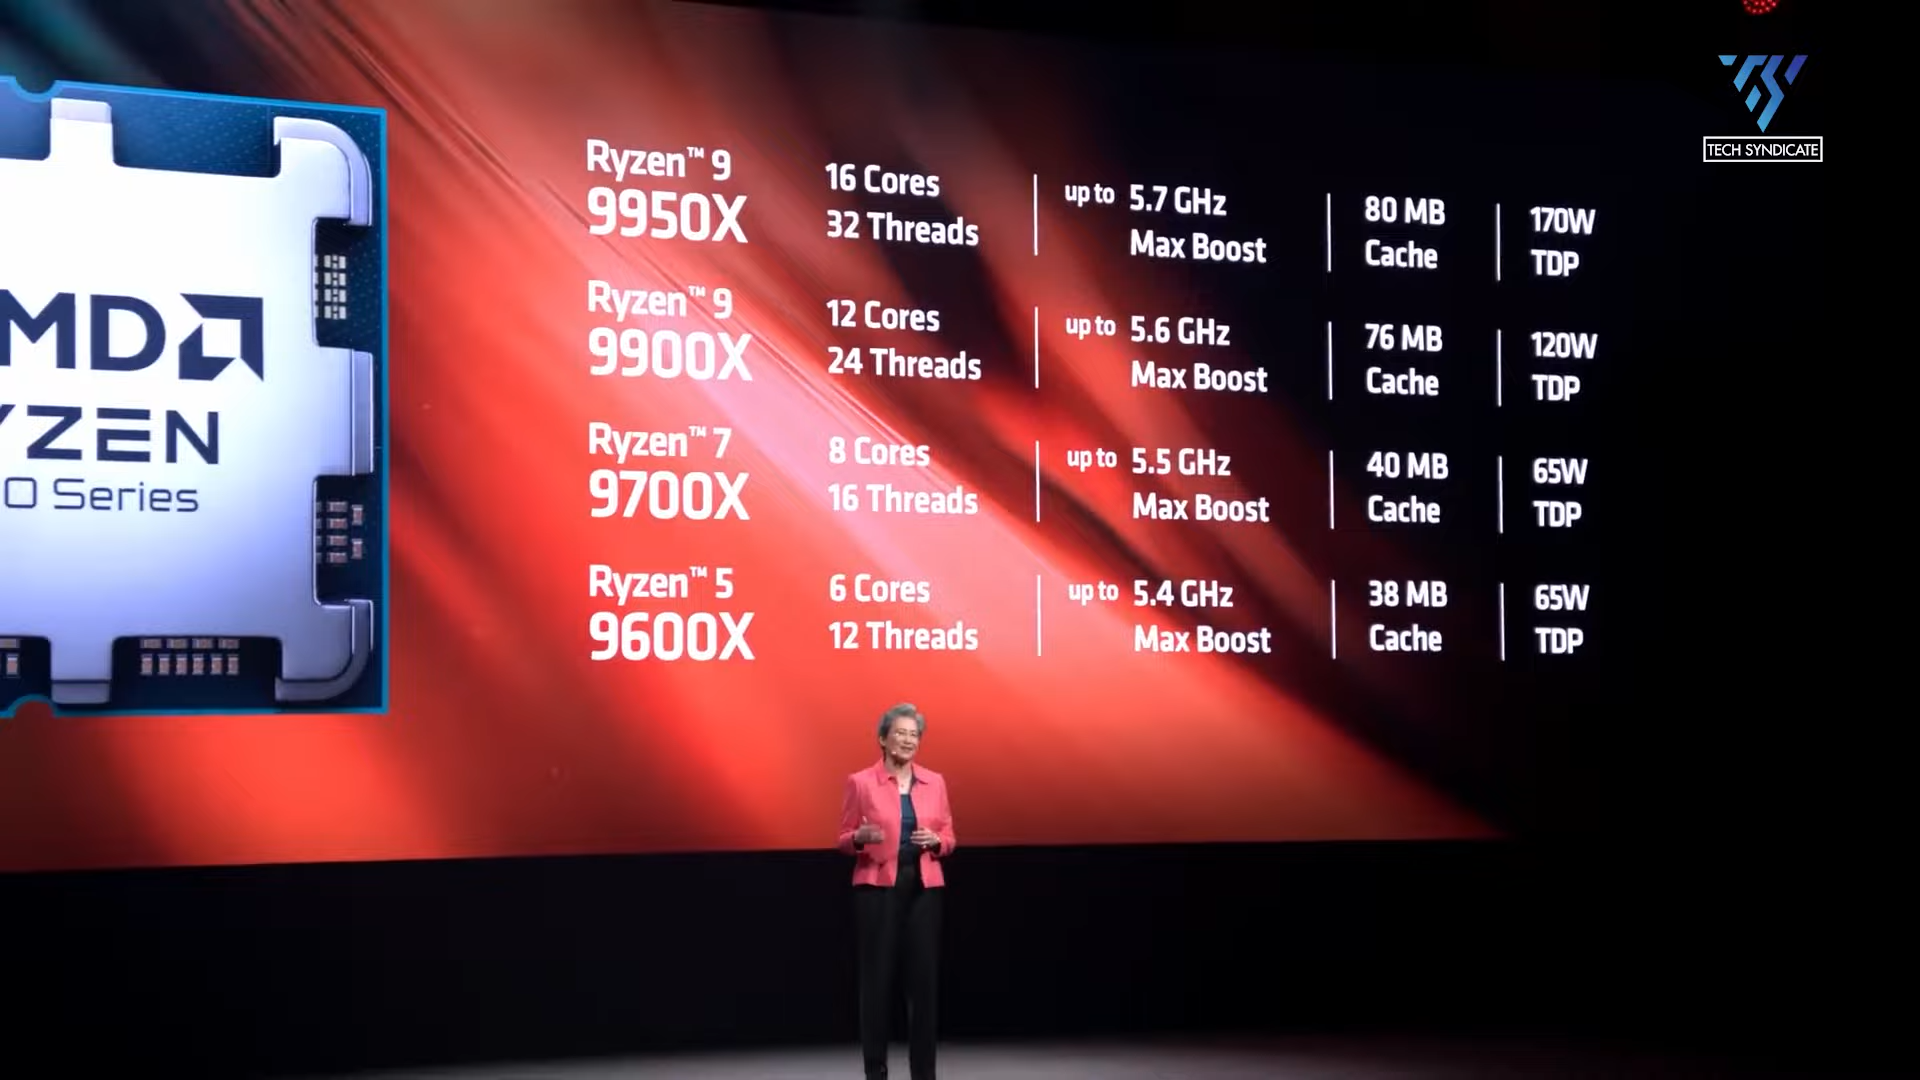 MD
YZEN
0 Series
Ryzen™ 9
9950X
16 Cores
32 Threads
up to 5.7 GHz
Max Boost
80 MB
Cache
170W
TDP
Ryzen™ 9
9900X
12 Cores
24 Threads
up to 5.6 GHz
Max Boost
76 MB
Cache
120W
TDP
Ryzen™ 7
9700X
8 Cores
16 Threads
up to 5.5 GHz
Max Boost
40 MB
Cache
65W
TDP
Ryzen™ 5
9600X
6 Cores
12 Threads
up to 5.4 GHz
Max Boost
38 MB
Cache
65W
TDP
TECH SYNDICATE